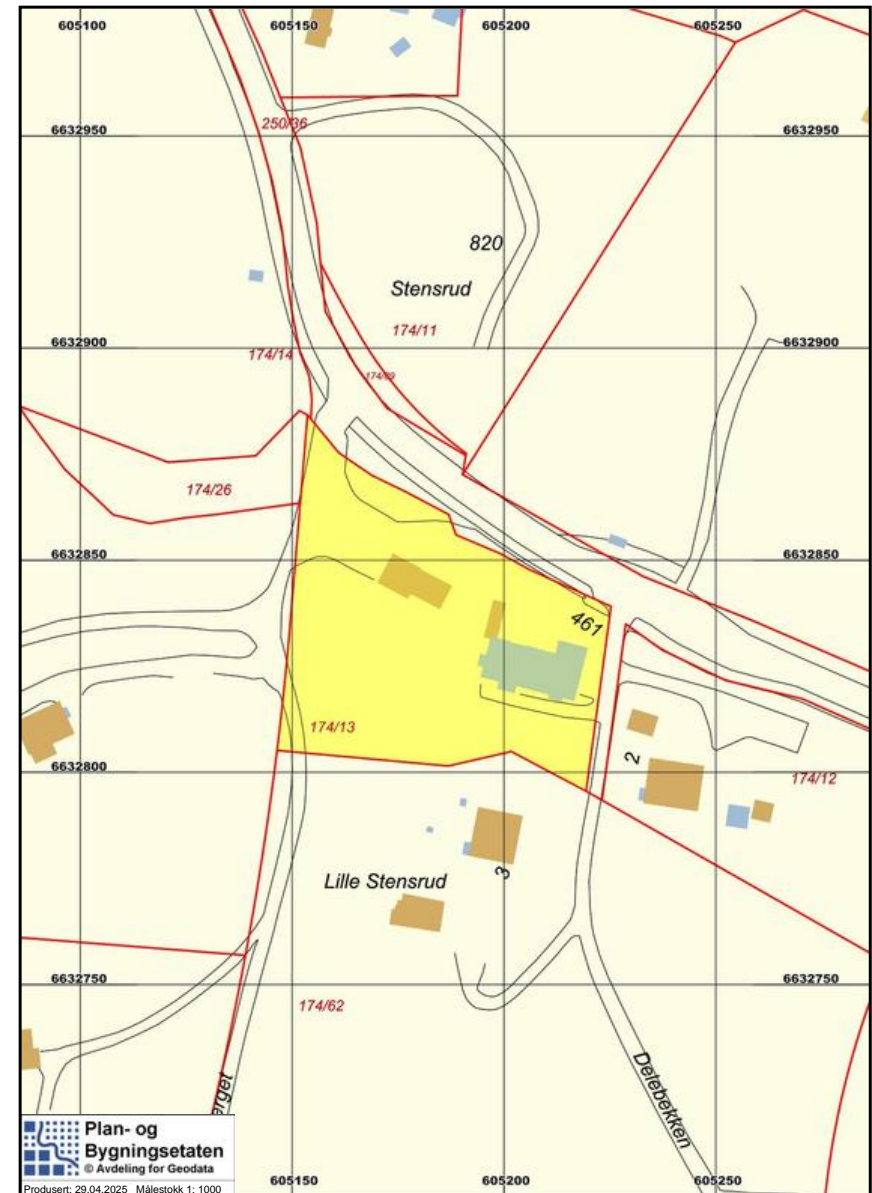 605100 605150 605200 605250
6632950 6632950
250/36
820
Stensrud
174/11
6632900 6632900
174/14
174/26
6632850 6632850
461
174/13
2
6632800 6632800
174/12
Lille Stensrud
3
6632750 6632750
174/62
Delebekken
erget
Plan- og
Bygningsetaten
© Avdeling for Geodata
605150 605200 605250
Produsert: 29.04.2025 Målestokk 1: 1000